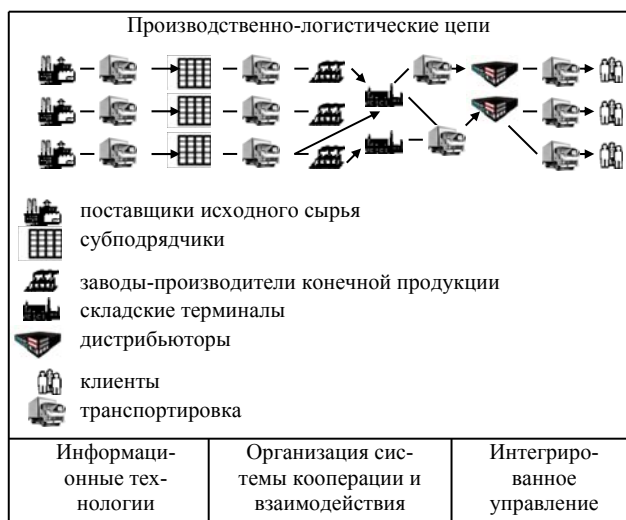 Производственно-логистические цепи
поставщики исходного сырья
субподрядчики
заводы-производители конечной продукции
складские терминалы
дистрибьюторы
клиенты
транспортировка
Информаци-
онные тех-
нологии
Организация сис-
темы кооперации и
взаимодействия
Интегриро-
ванное
управление